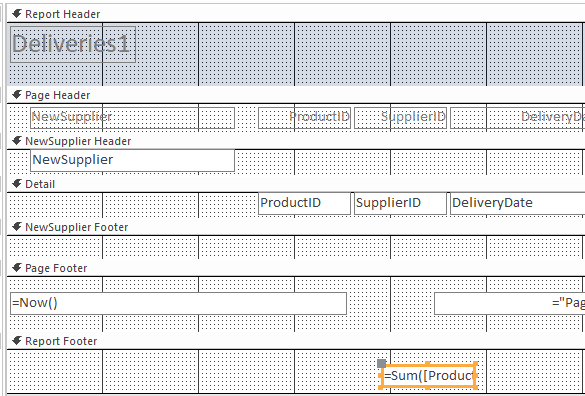 Report Header
Deliveries1
Page Header
NewSupplier ProductID SupplierID DeliveryDa
NewSupplier Header
NewSupplier
Detail
ProductID SupplierID DeliveryDate
NewSupplier Footer
Page Footer
=Now() ="Pag
Report Footer
=Sum([Product